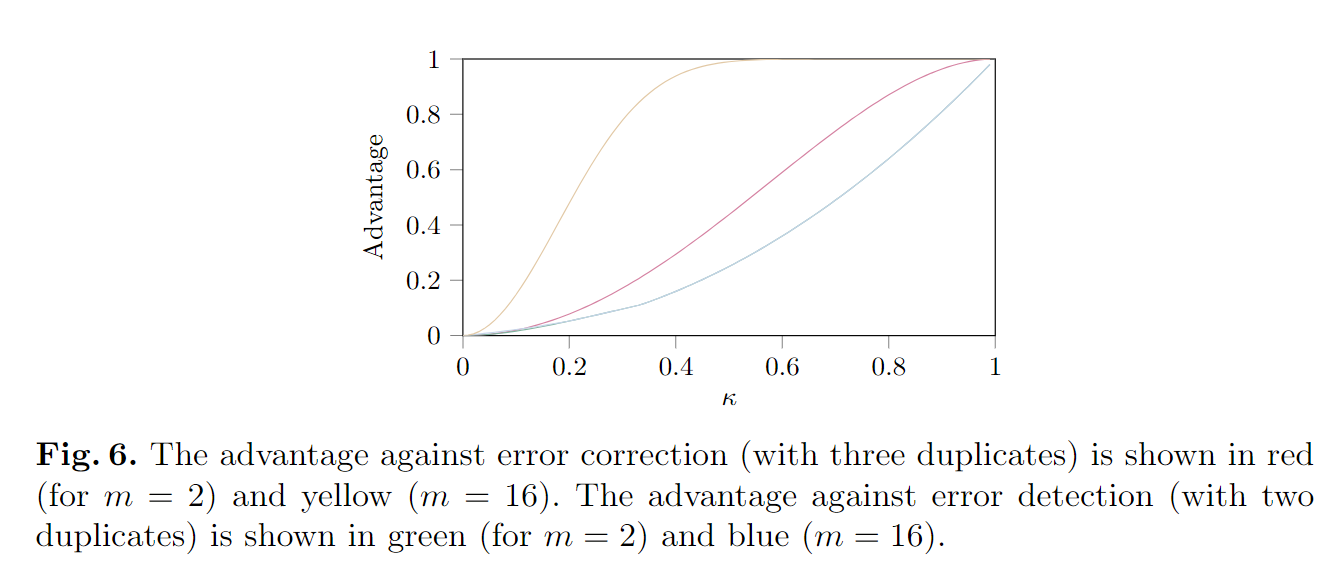 1
0.8
0.6
0.4
0.2
0
Advantage
0 0.2 0.4 0.6 0.8 1
κ
Fig. 6. The advantage against error correction (with three duplicates) is shown in red
(for m = 2) and yellow (m = 16). The advantage against error detection (with two
duplicates) is shown in green (for m = 2) and blue (m = 16).